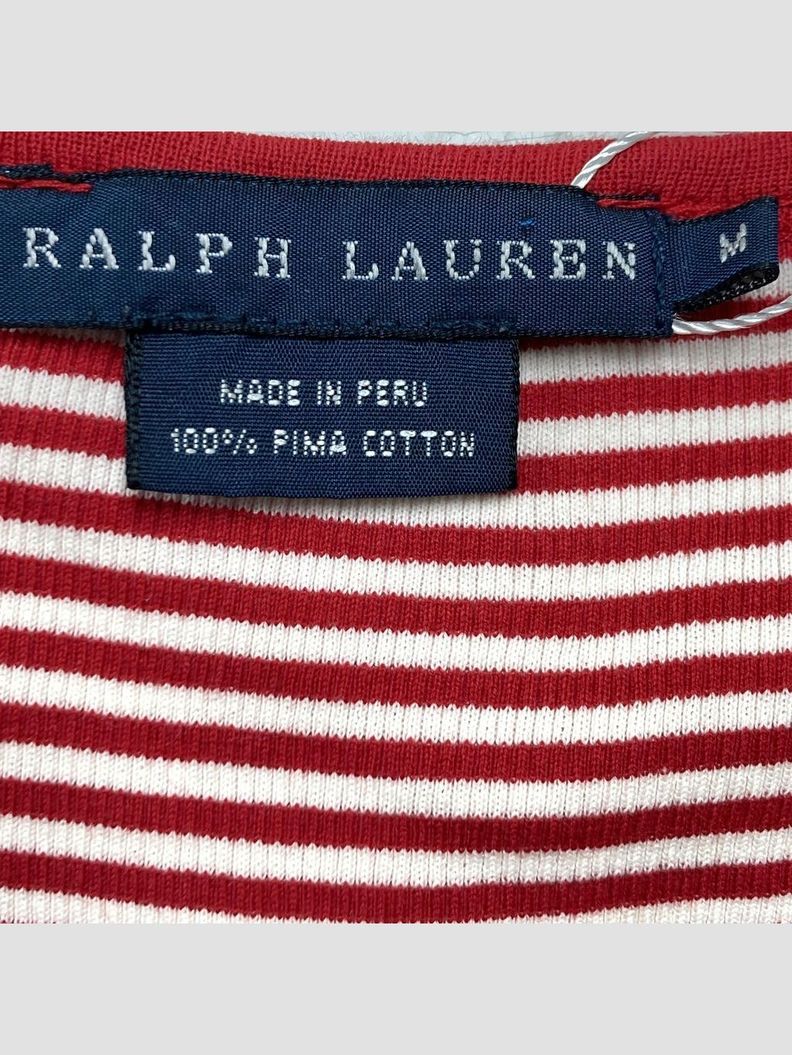 RALPH LAUREN
M
MADE IN PERU
100% PIMA COTTON